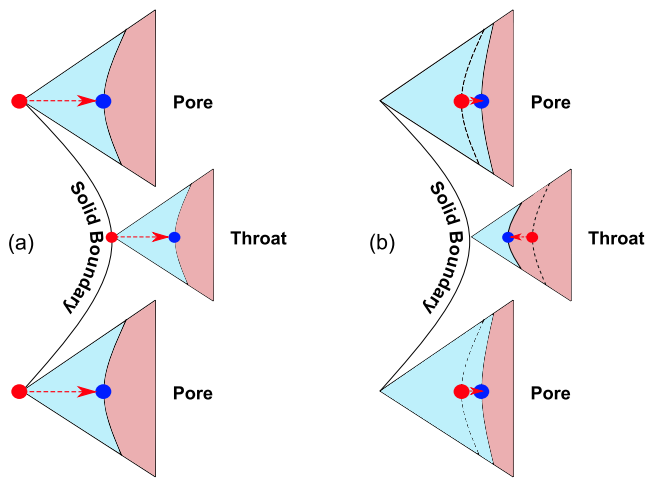 Pore
Pore
(a)
Solid Boundary
Throat
(b)
Solid Boundary
Throat
Pore
Pore